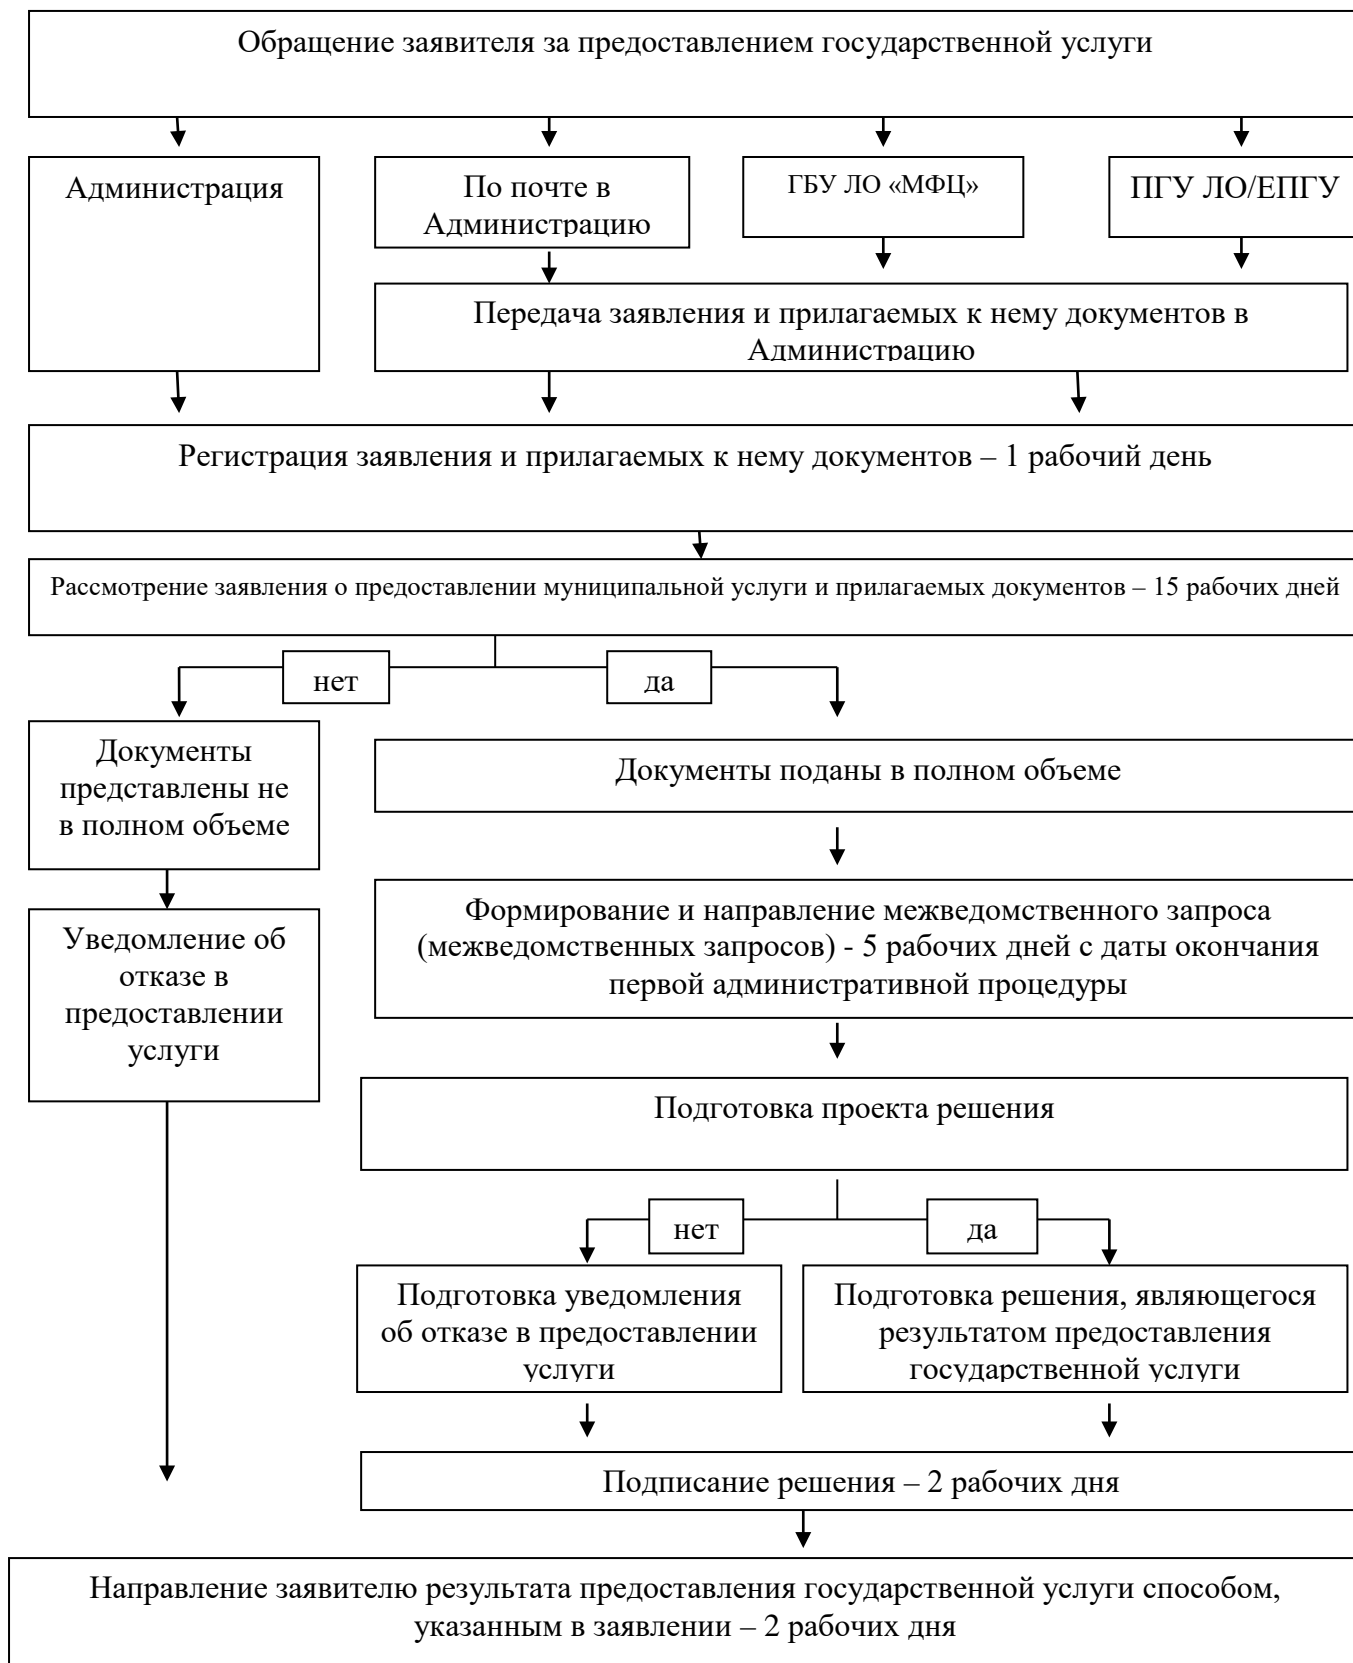 Обращение заявителя за предоставлением государственной услуги
Администрация
По почте в
Администрацию
ГБУ ЛО «МФЦ»
ПГУ ЛО/ЕПГУ
Передача заявления и прилагаемых к нему документов в
Администрацию
Регистрация заявления и прилагаемых к нему документов – 1 рабочий день
Рассмотрение заявления о предоставлении муниципальной услуги и прилагаемых документов – 15 рабочих дней
нет
да
Документы
представлены не
в полном объеме
Документы поданы в полном объеме
Уведомление об
отказе в
предоставлении
услуги
Формирование и направление межведомственного запроса
(межведомственных запросов) - 5 рабочих дней с даты окончания
первой административной процедуры
Подготовка проекта решения
нет
да
Подготовка уведомления
об отказе в предоставлении
услуги
Подготовка решения, являющегося
результатом предоставления
государственной услуги
Подписание решения – 2 рабочих дня
Направление заявителю результата предоставления государственной услуги способом,
указанным в заявлении – 2 рабочих дня